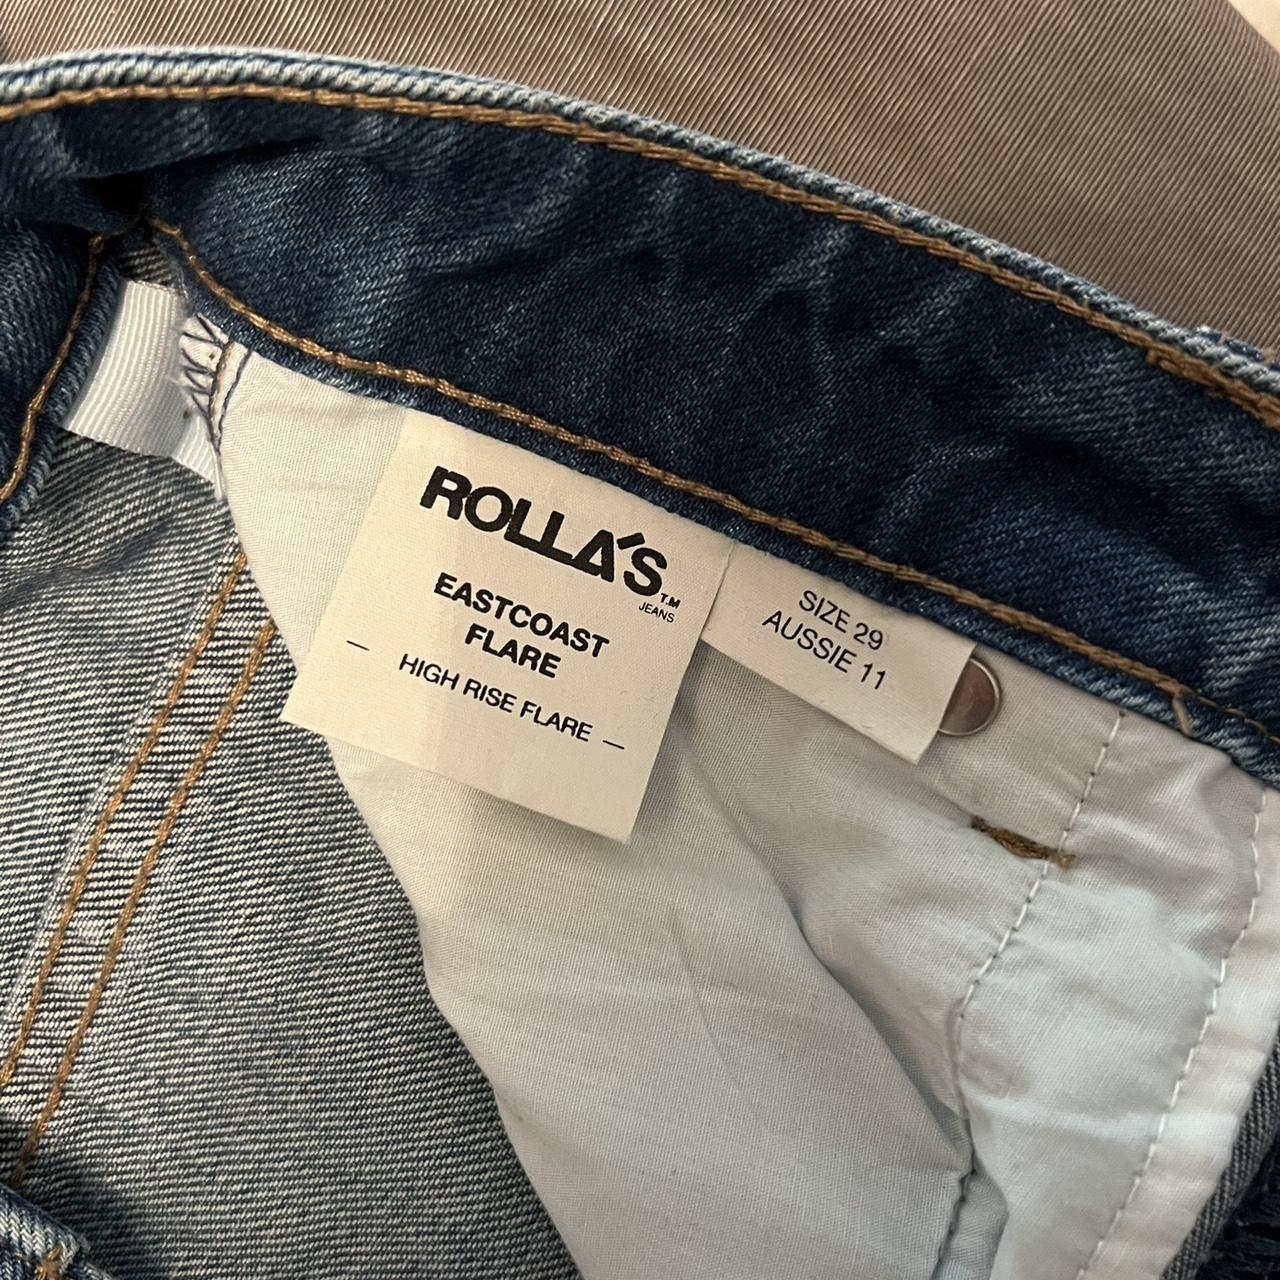 ROLLA'S
T.M
JEANS
EASTCOAST
FLARE
— HIGH RISE FLARE —
SIZE 29
AUSSIE 11